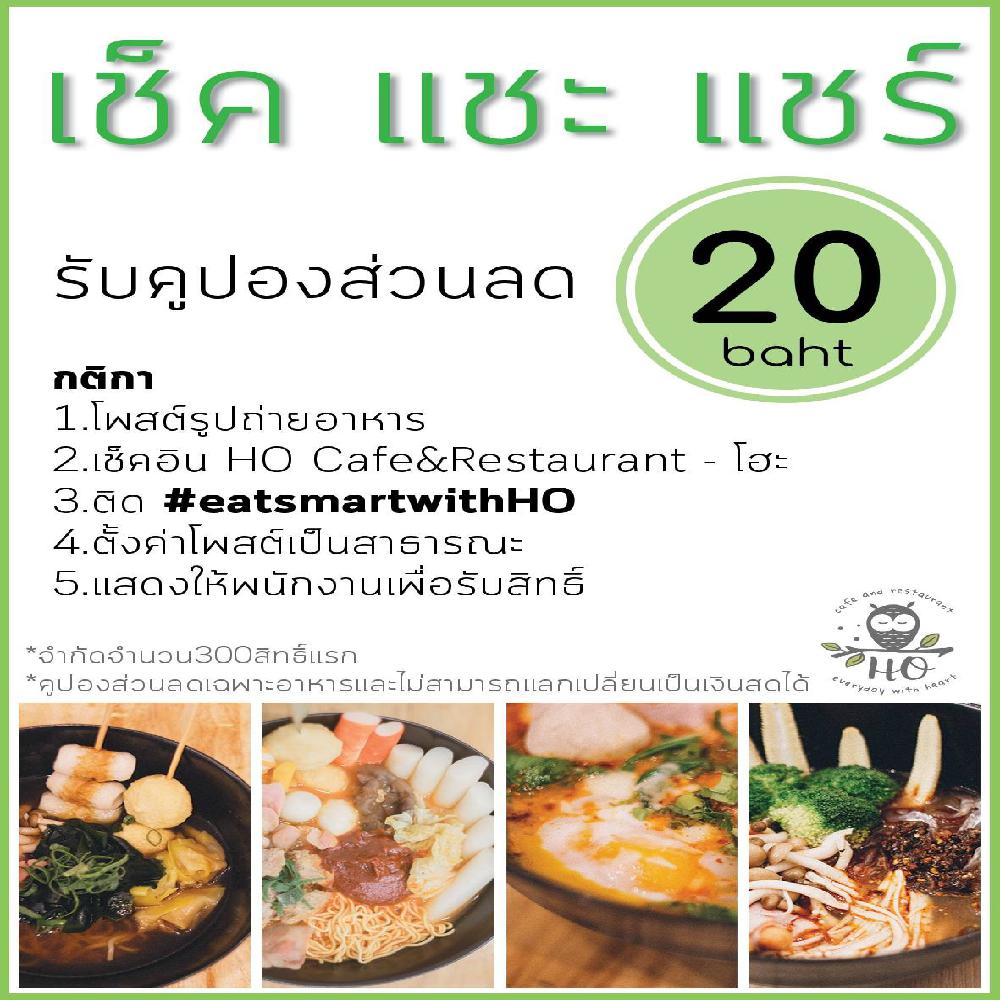 เช็ค แชะ แชร์
รับคูปองส่วนลด
20
baht
กติกา
1.โพสต์รูปถ่ายอาหาร
2.เช็คอิน HO Cafe&Restaurant - โฮะ
3.ติด #eatsmartwithHO
4.ตั้งค่าโพสต์เป็นสาธารณะ
5.แสดงให้พนักงานเพื่อรับสิทธิ์
cafe and restaurant
HO
everyday with heart
*จำกัดจำนวน300สิทธิ์แรก
*คูปองส่วนลดเฉพาะอาหารและไม่สามารถแลกเปลี่ยนเป็นเงินสดได้